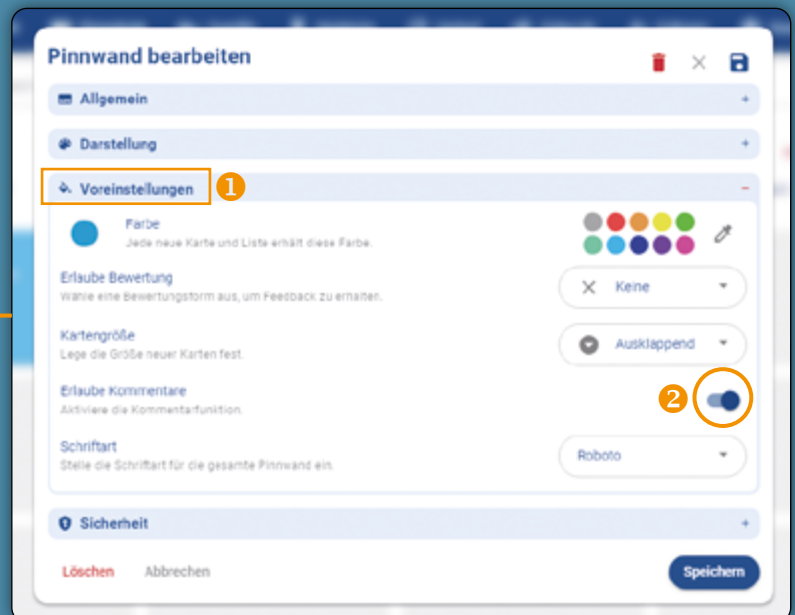 Pinnwand bearbeiten
Allgemein
Darstellung
Voreinstellungen 1
Farbe
Jede neue Karte und Liste erhält diese Farbe.
Erlaube Bewertung
Wähle eine Bewertungsform aus, um Feedback zu erhalten.
Keine
Kartengröße
Lege die Größe neuer Karten fest.
Ausklappend
Erlaube Kommentare
Aktiviere die Kommentarfunktion.
2
Schriftart
Stelle die Schriftart für die gesamte Pinnwand ein.
Roboto
Sicherheit
Löschen Abbrechen Speichern